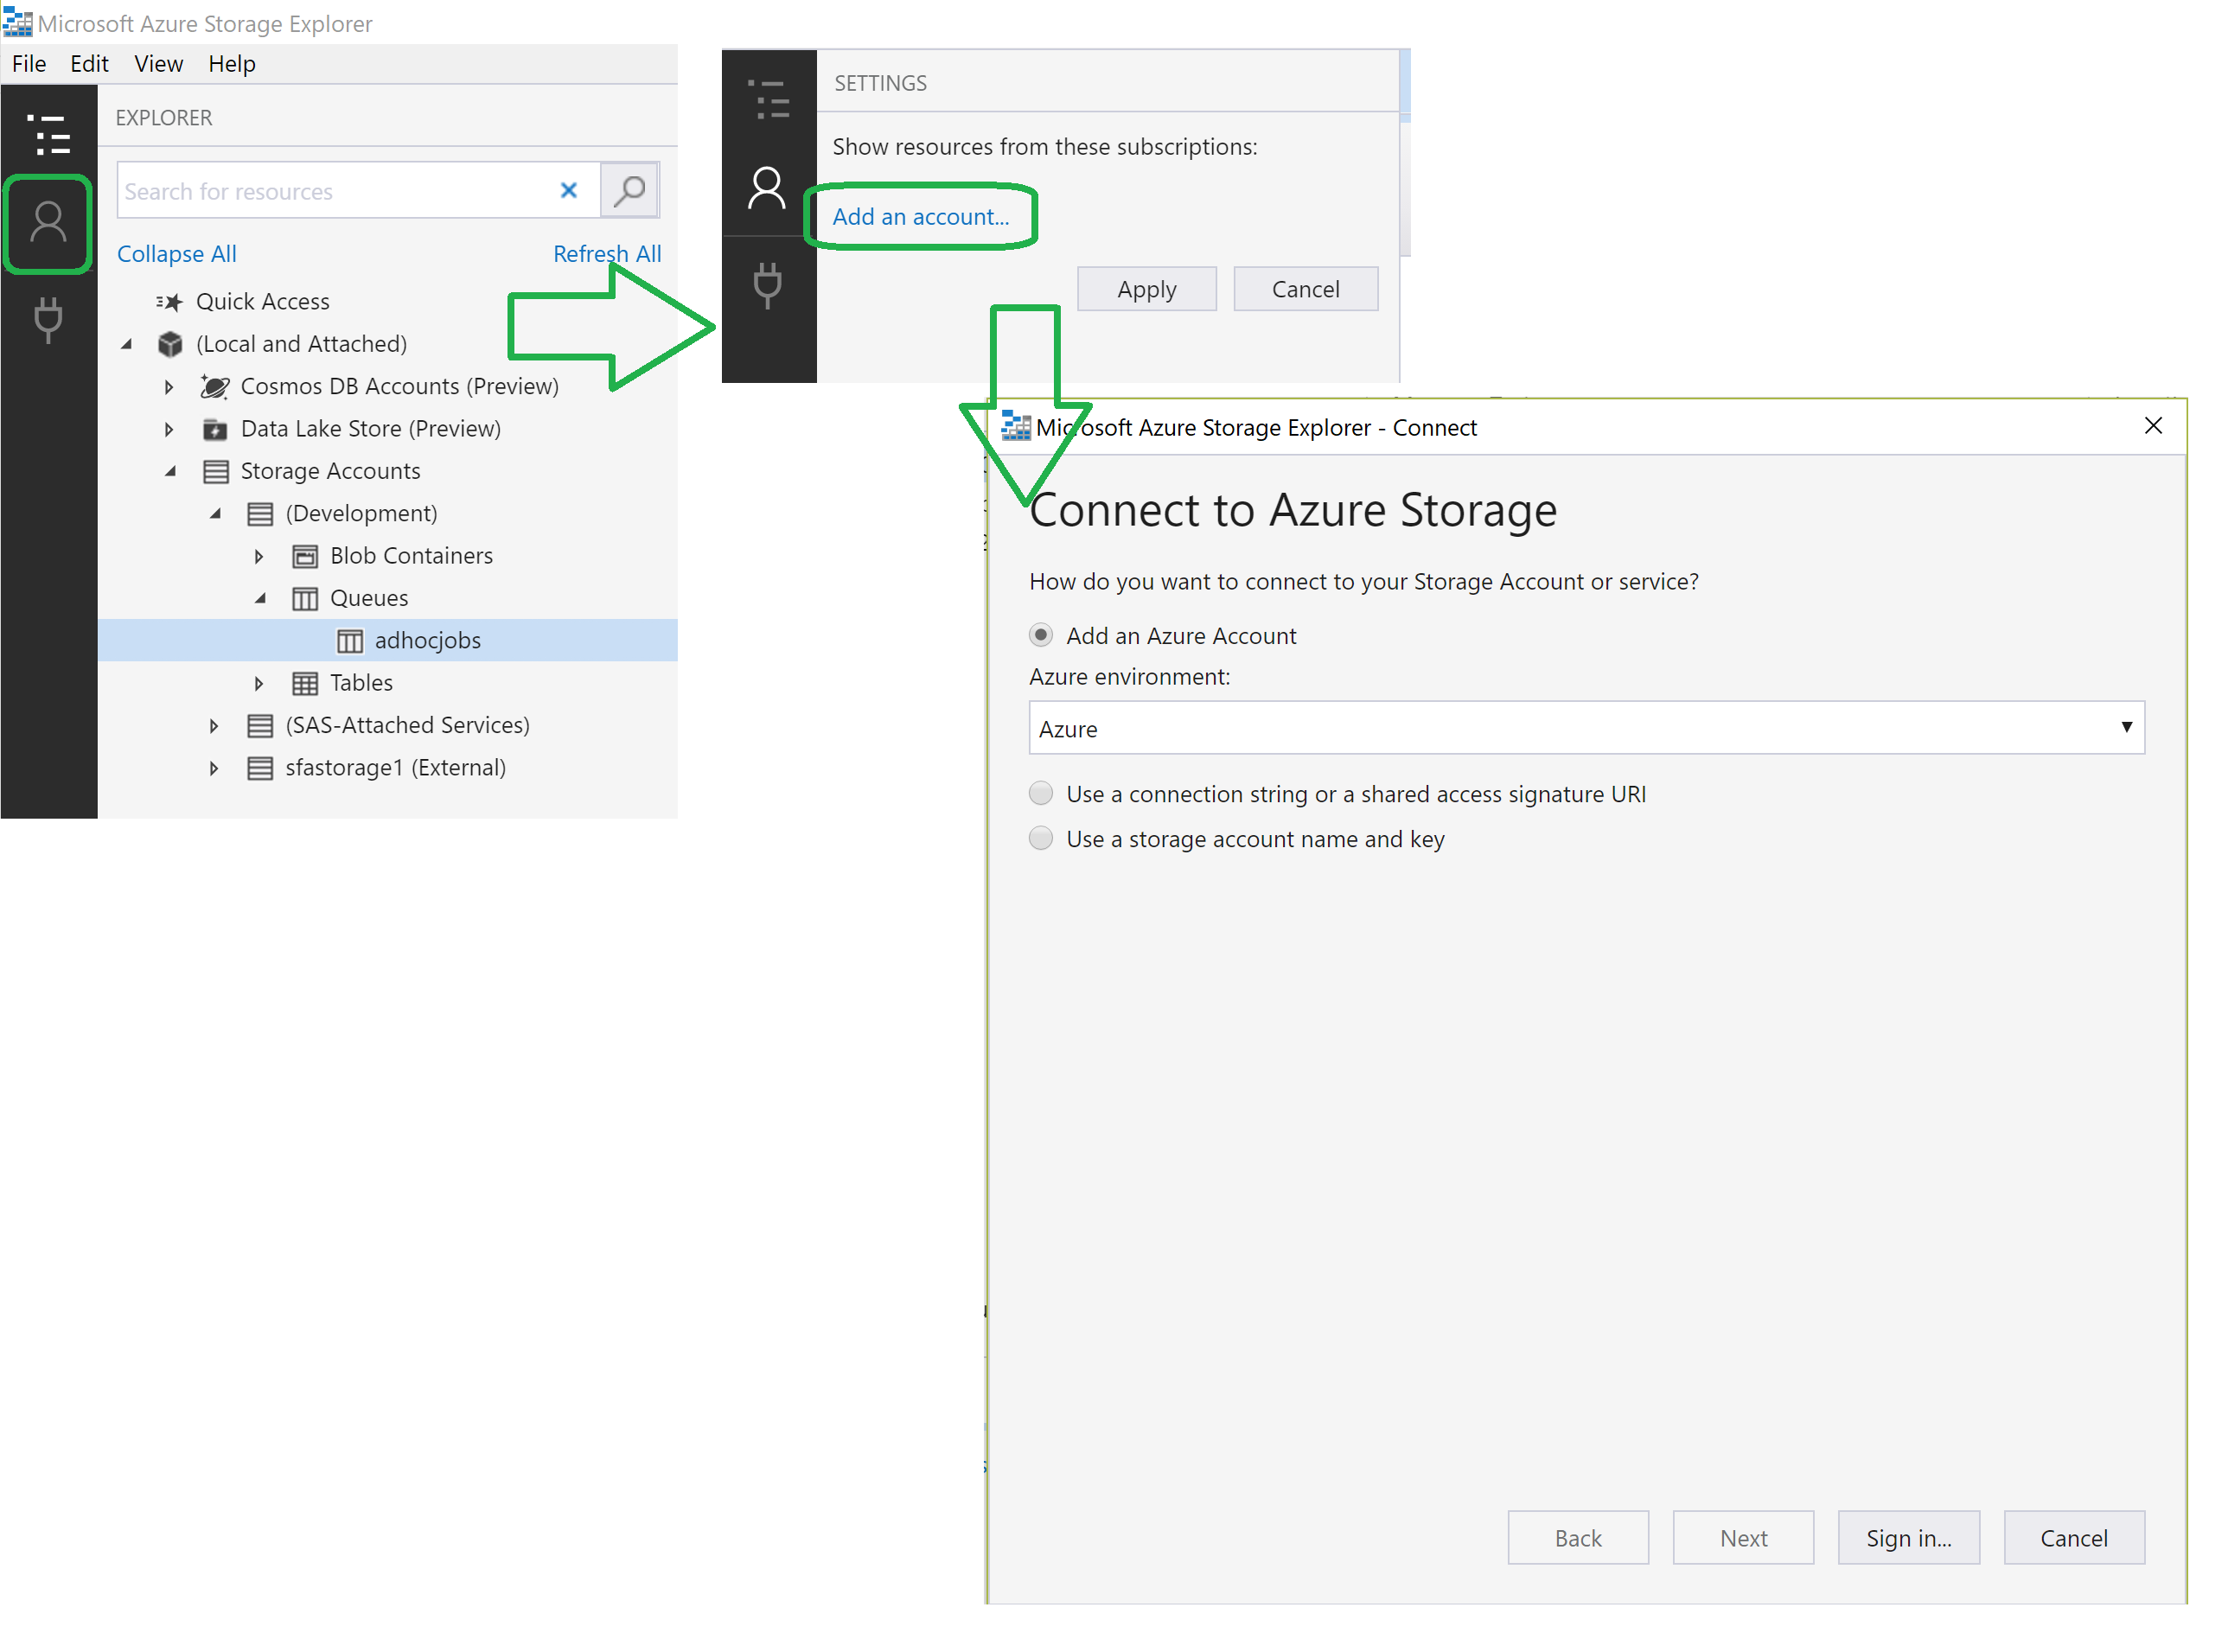 Microsoft Azure Storage Explorer
File Edit View Help
EXPLORER
Search for resources
Collapse All Refresh All
Quick Access
(Local and Attached)
Cosmos DB Accounts (Preview)
Data Lake Store (Preview)
Storage Accounts
(Development)
Blob Containers
Queues
adhocjobs
Tables
(SAS-Attached Services)
sfastorage1 (External)
SETTINGS
Show resources from these subscriptions:
Add an account...
Apply Cancel
Microsoft Azure Storage Explorer - Connect
Connect to Azure Storage
How do you want to connect to your Storage Account or service?
Add an Azure Account
Azure environment:
Azure
Use a connection string or a shared access signature URI
Use a storage account name and key
Back Next Sign in... Cancel